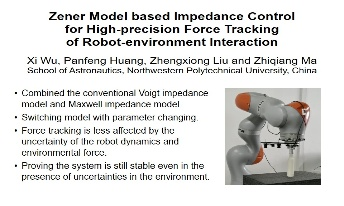 Zener Model based Impedance Control
for High-precision Force Tracking
of Robot-environment Interaction
Xi Wu, Panfeng Huang, Zhengxiong Liu and Zhiqiang Ma
School of Astronautics, Northwestern Polytechnical University, China
• Combined the conventional Voigt impedance
model and Maxwell impedance model
• Switching model with parameter changing.
• Force tracking is less affected by the
uncertainty of the robot dynamics and
environmental force.
• Proving the system is still stable even in the
presence of uncertainties in the environment.